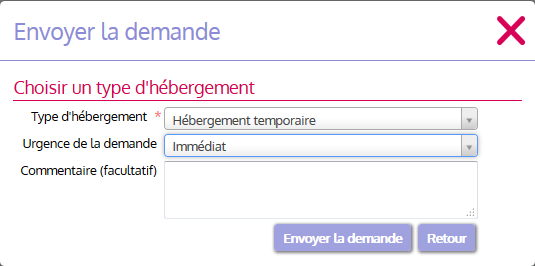 Envoyer la demande
Choisir un type d'hébergement
Type d'hébergement * Hébergement temporaire
Urgence de la demande Immédiat
Commentaire (facultatif)
Envoyer la demande Retour